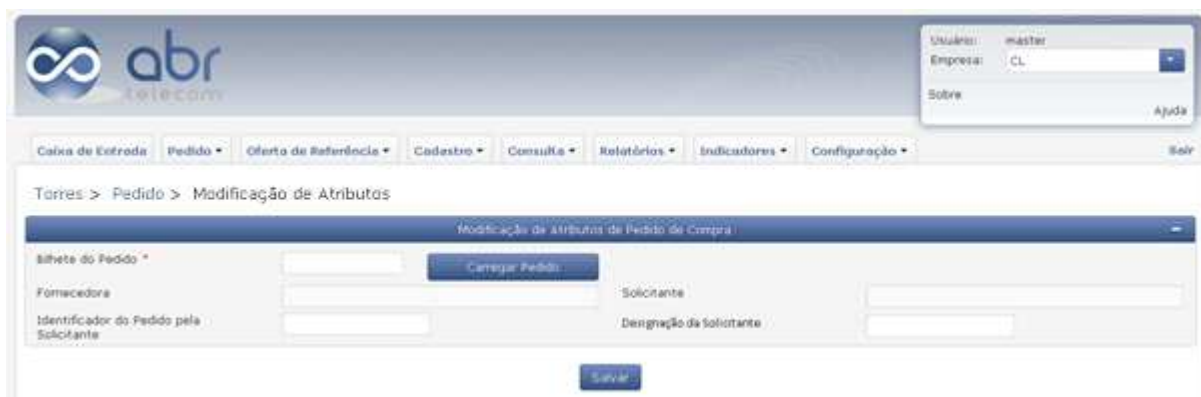 abr
telecom
Usuário: master
Empresa: CL
Sobre
Ajuda
Caixa de Entrada Pedido Oferta de Referência Cadastro Consulta Relatórios Indicadores Configuração Sair
Torres > Pedido > Modificação de Atributos
Modificação de Atributos de Pedido de Compra
Bilhete do Pedido * Carregar Pedido
Fornecedora Solicitante
Identificador do Pedido pela
Solicitante Designação da Solicitante
Salvar